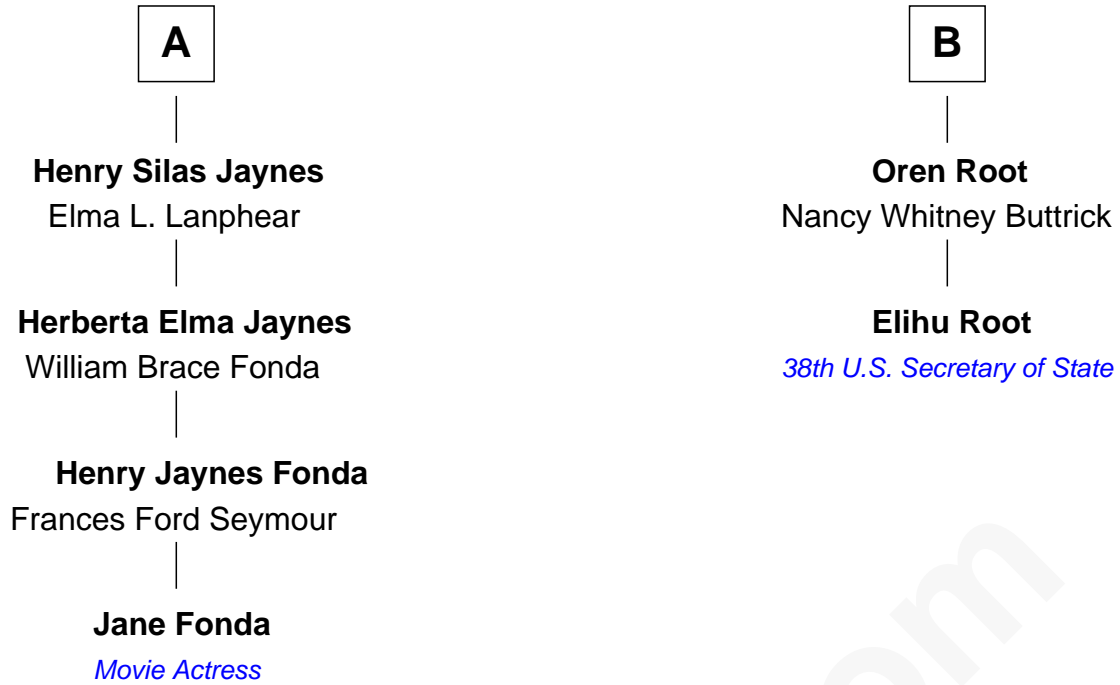 A
Henry Silas Jaynes
Elma L. Lanphear
Herberta Elma Jaynes
William Brace Fonda
Henry Jaynes Fonda
Frances Ford Seymour
Jane Fonda
Movie Actress
B
Oren Root
Nancy Whitney Buttrick
Elihu Root
38th U.S. Secretary of State
om